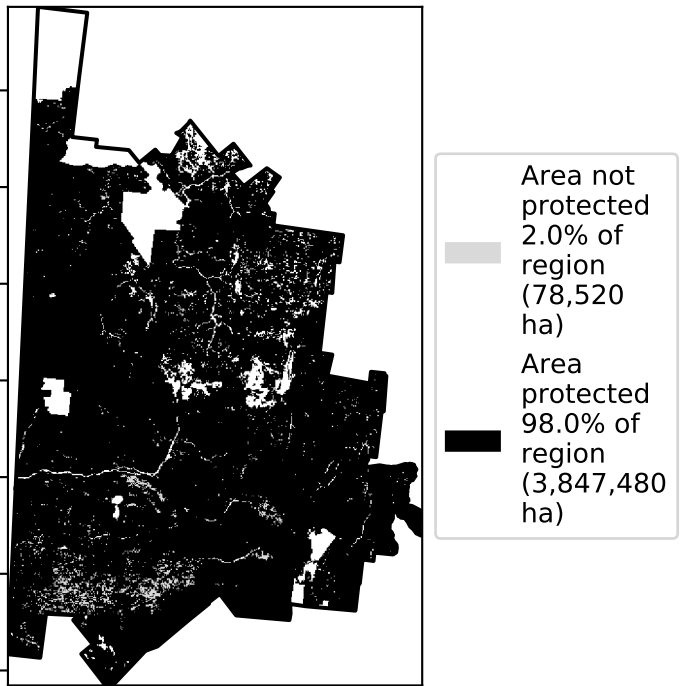 Area not
protected
2.0% of
region
(78,520
ha)
Area
protected
98.0% of
region
(3,847,480
ha)